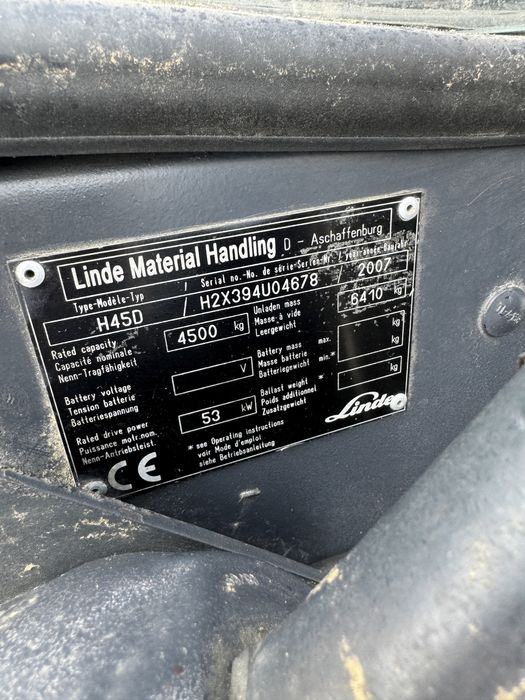 Linde Material Handling D - Aschaffenburg
Type-Modèle-Typ / Serial no.-No. de série-Serien-Nr. / year-année-Baujahr
H45D / H2X394U04678 / 2007
Rated capacity
Capacité nominale
Nenn-Tragfähigkeit
4500 kg
Unladen mass
Masse à vide
Leergewicht
6410 kg
Battery voltage
Tension batterie
Batteriespannung
V
Battery mass max.
Masse batterie
Batteriegewicht min.*
kg
kg
Rated drive power
Puissance motr.nom.
Nenn-Antriebsleist.
53 kW
Ballast weight *
Poids additionnel
Zusatzgewicht
kg
CE
* see Operating instructions
voir Mode d'emploi
siehe Betriebsanleitung
Linde